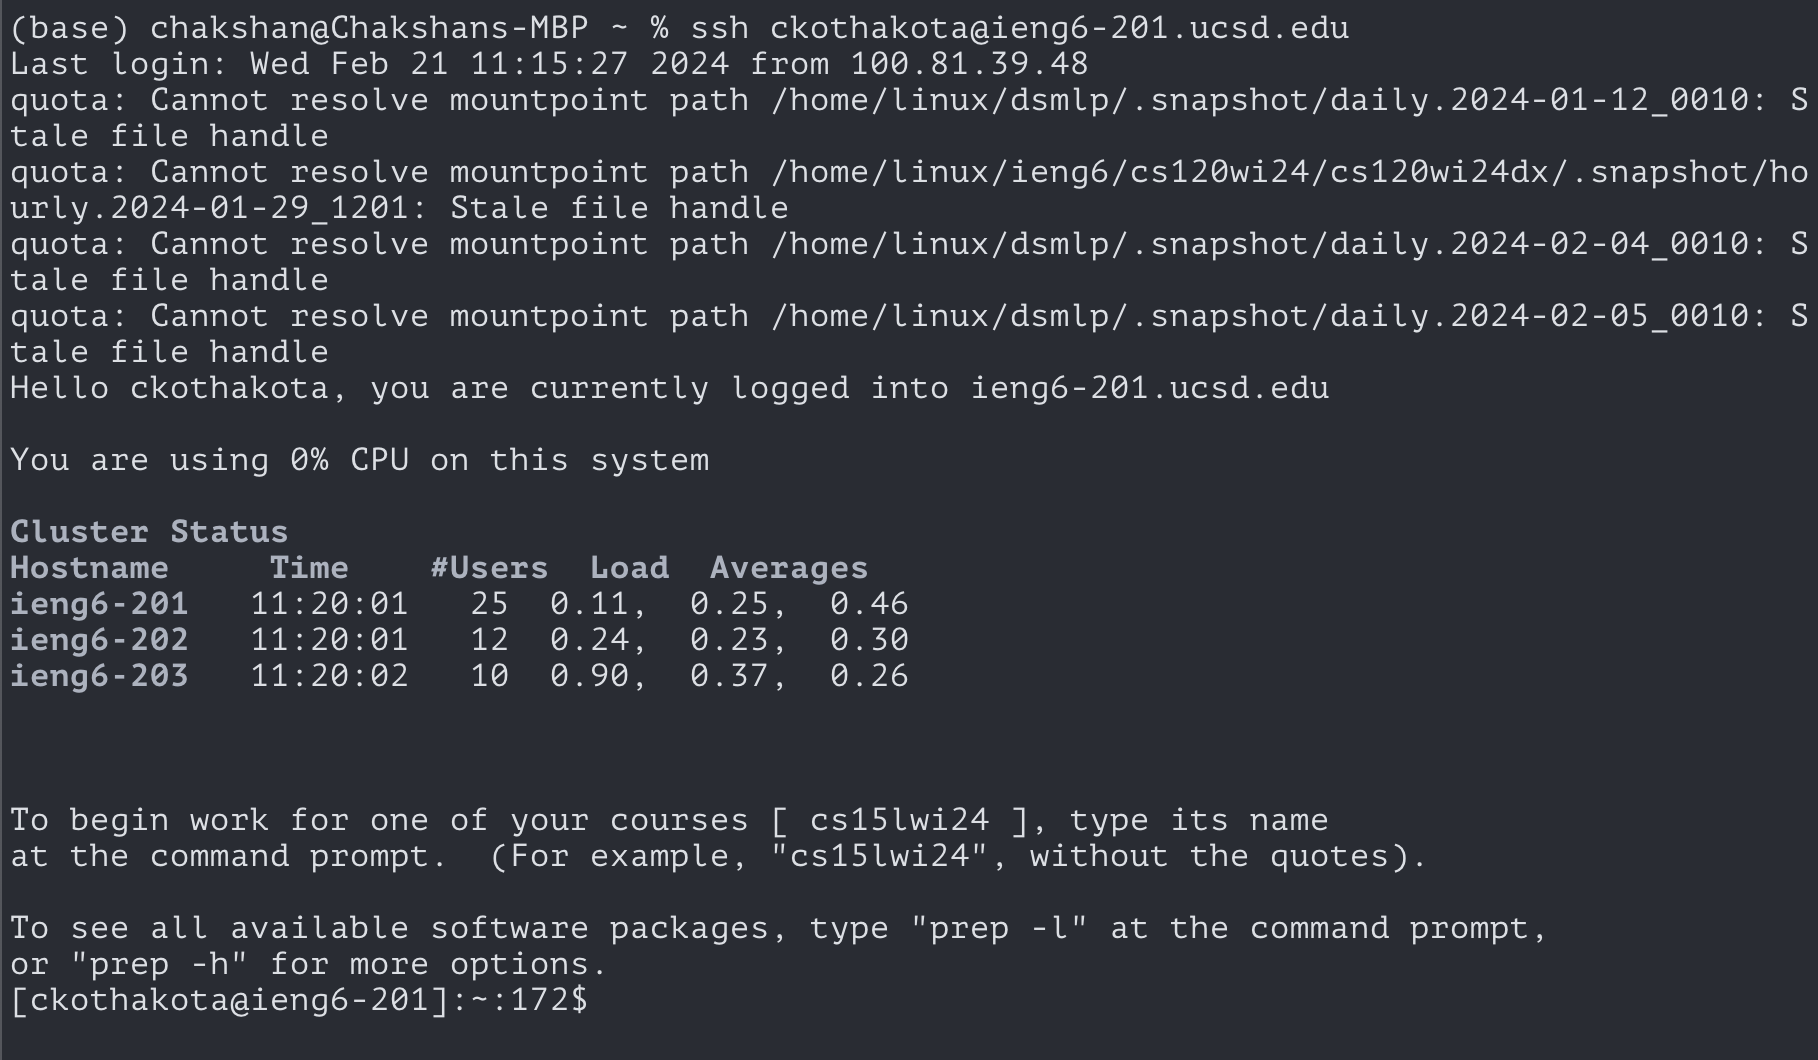 (base) chakshan@Chakshans-MBP ~ % ssh ckothakota@ieng6-201.ucsd.edu
Last login: Wed Feb 21 11:15:27 2024 from 100.81.39.48
quota: Cannot resolve mountpoint path /home/linux/dsmlp/.snapshot/daily.2024-01-12_0010: S
tale file handle
quota: Cannot resolve mountpoint path /home/linux/ieng6/cs120wi24/cs120wi24dx/.snapshot/ho
urly.2024-01-29_1201: Stale file handle
quota: Cannot resolve mountpoint path /home/linux/dsmlp/.snapshot/daily.2024-02-04_0010: S
tale file handle
quota: Cannot resolve mountpoint path /home/linux/dsmlp/.snapshot/daily.2024-02-05_0010: S
tale file handle
Hello ckothakota, you are currently logged into ieng6-201.ucsd.edu

You are using 0% CPU on this system

Cluster Status
Hostname     Time    #Users  Load  Averages
ieng6-201   11:20:01   25  0.11,  0.25,  0.46
ieng6-202   11:20:01   12  0.24,  0.23,  0.30
ieng6-203   11:20:02   10  0.90,  0.37,  0.26

To begin work for one of your courses [ cs15lwi24 ], type its name
at the command prompt.  (For example, "cs15lwi24", without the quotes).

To see all available software packages, type "prep -l" at the command prompt,
or "prep -h" for more options.
[ckothakota@ieng6-201]:~:172$